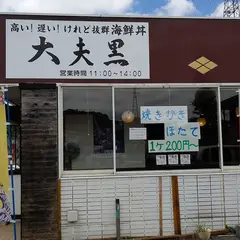 高い！遅い！けれど抜群海鮮丼
大夫黒
営業時間 11:00～14:00
焼きがき
ほたて
1ヶ200円～